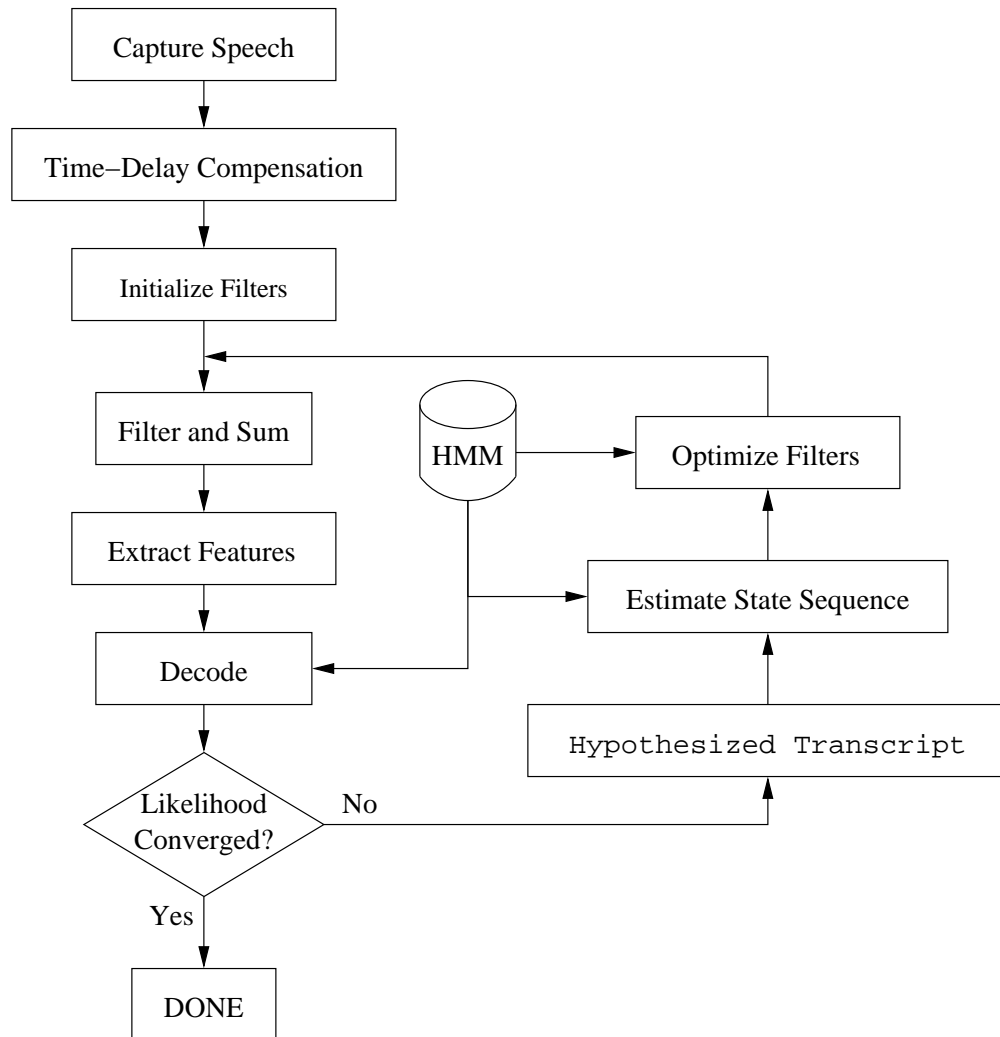 Capture Speech
Time−Delay Compensation
Initialize Filters
Filter and Sum
HMM
Optimize Filters
Extract Features
Estimate State Sequence
Decode
Hypothesized Transcript
Likelihood
Converged?
No
Yes
DONE